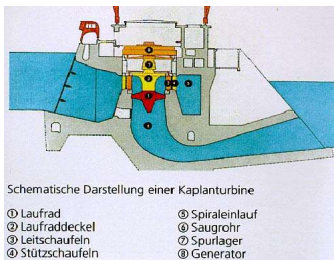 Schematische Darstellung einer Kaplanturbine
① Laufrad
② Laufraddeckel
③ Leitschaufeln
④ Stützschaufeln
⑤ Spiraleinlauf
⑥ Saugrohr
⑦ Spurlager
⑧ Generator